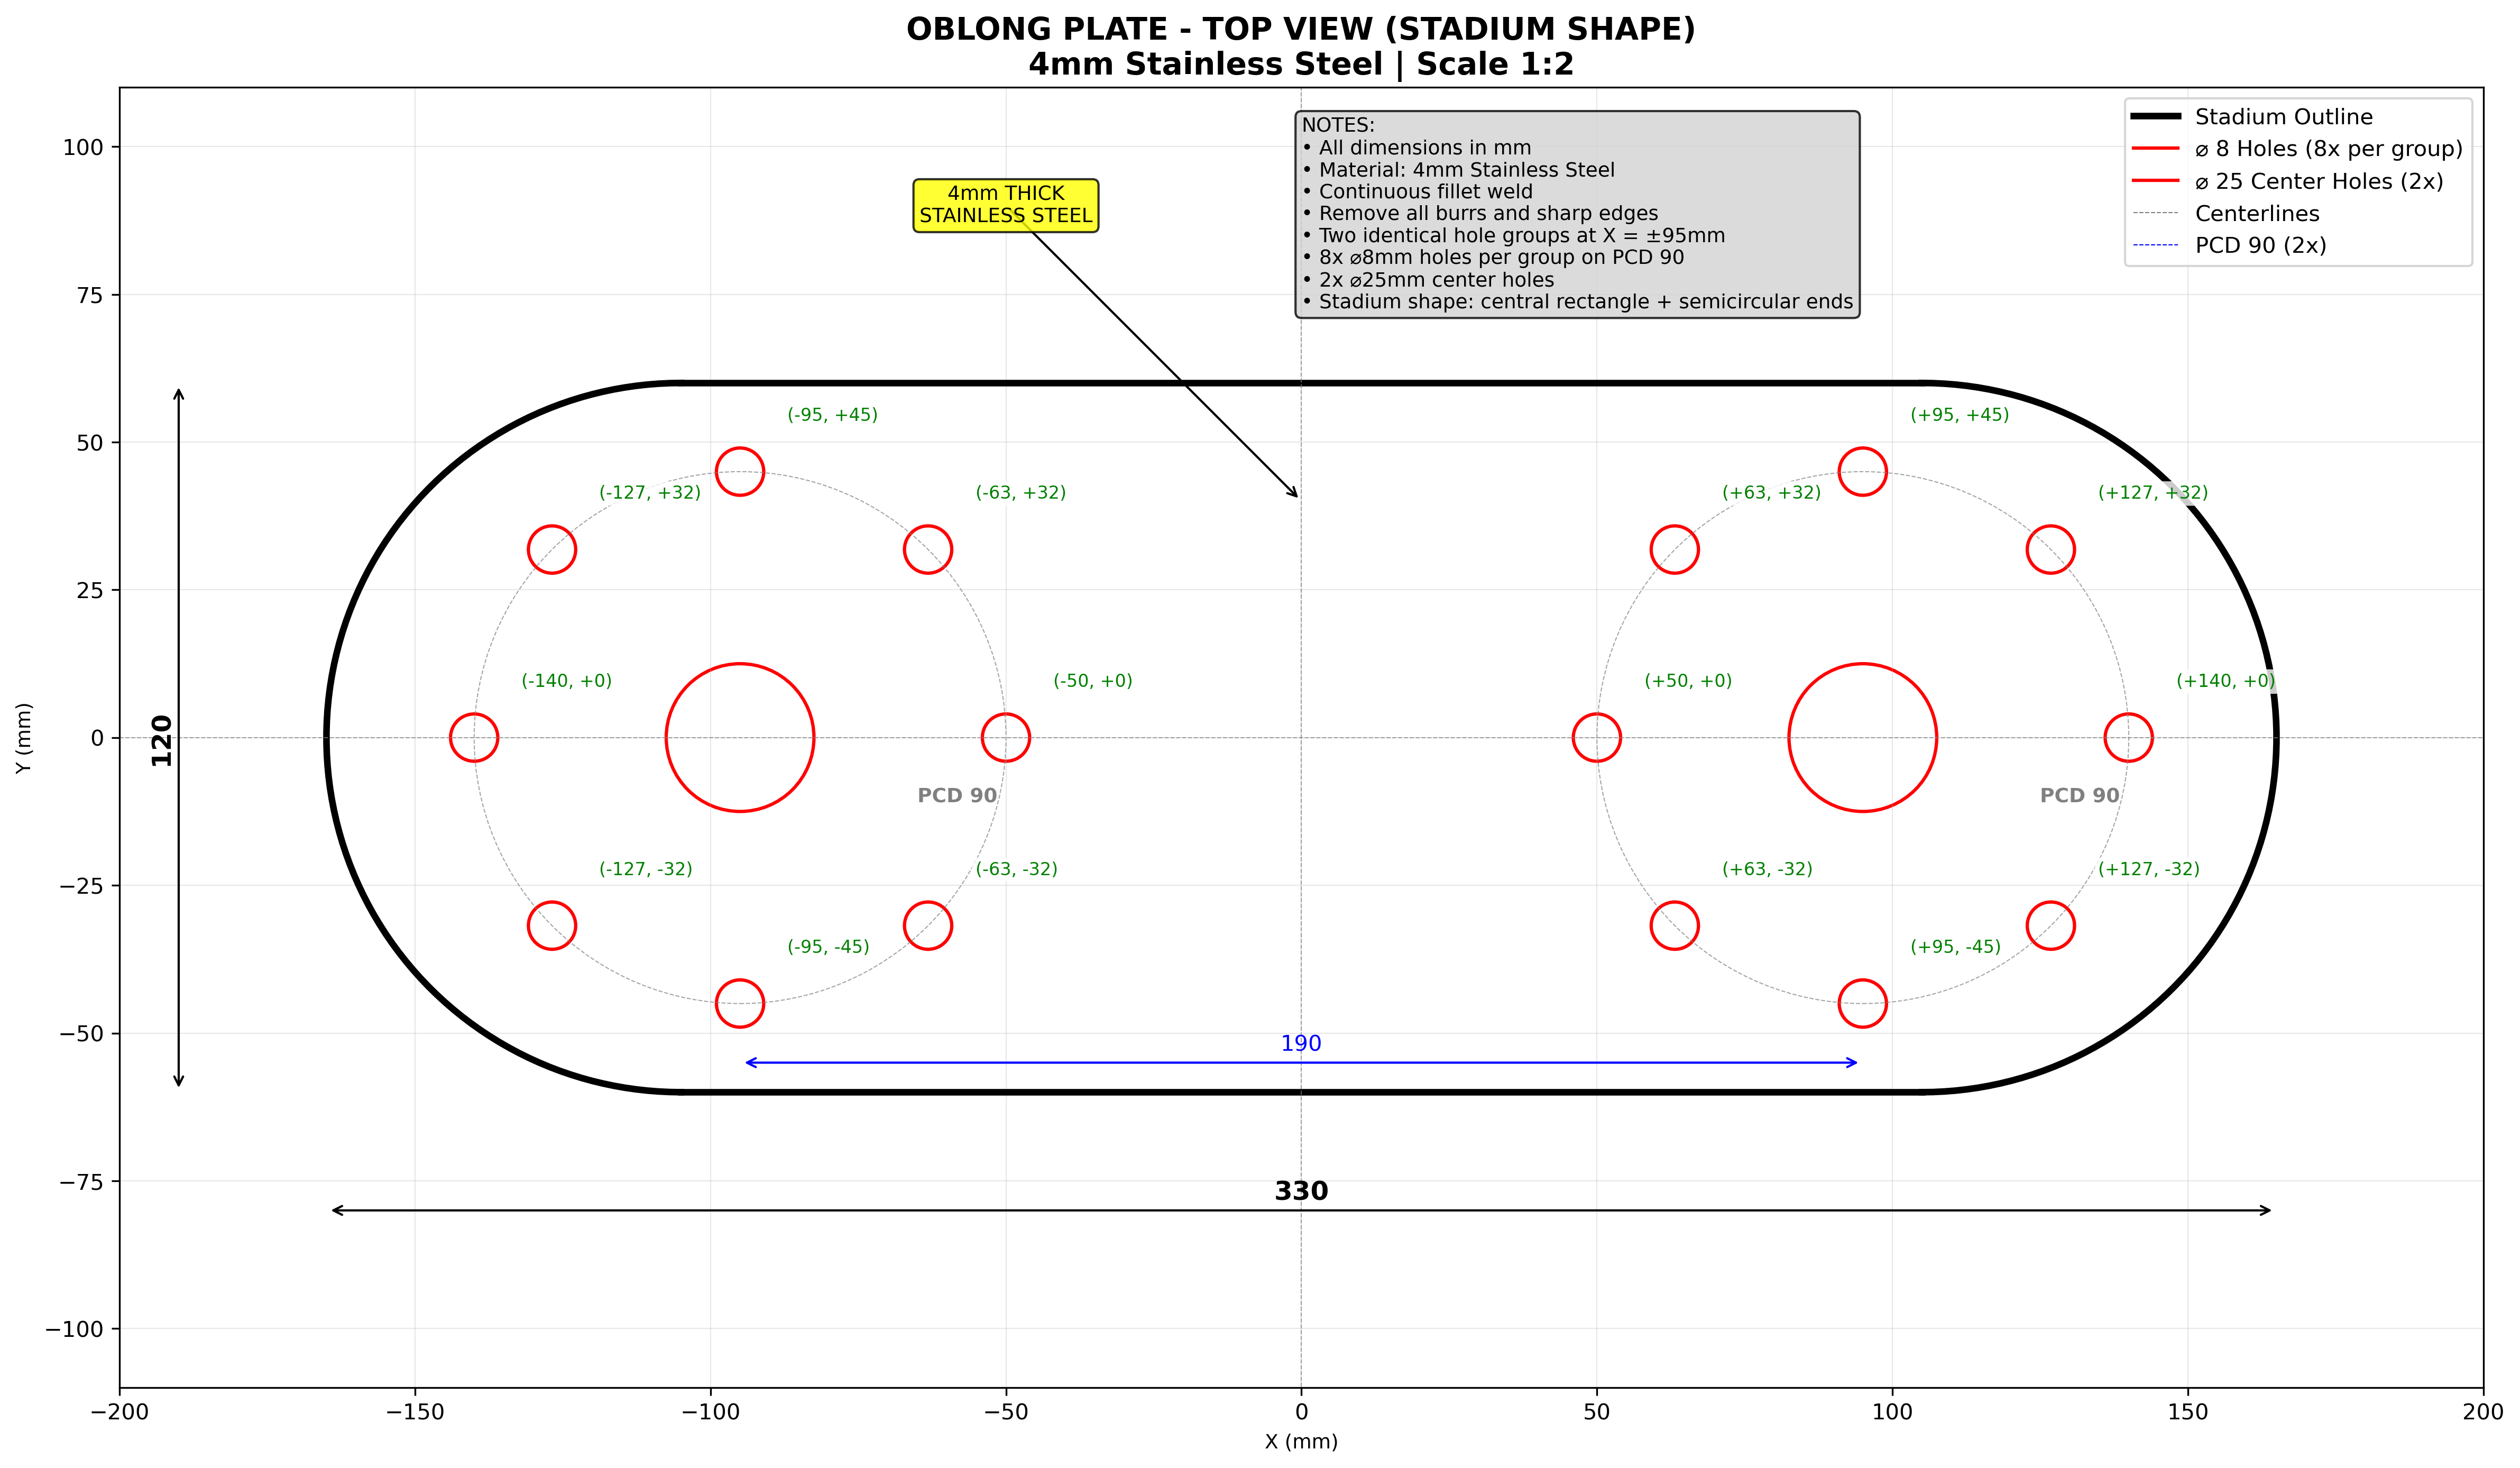 OBLONG PLATE - TOP VIEW (STADIUM SHAPE)
4mm Stainless Steel | Scale 1:2
NOTES:
• All dimensions in mm
• Material: 4mm Stainless Steel
• Continuous fillet weld
• Remove all burrs and sharp edges
• Two identical hole groups at X = ±95mm
• 8x ⌀8mm holes per group on PCD 90
• 2x ⌀25mm center holes
• Stadium shape: central rectangle + semicircular ends
Stadium Outline
⌀ 8 Holes (8x per group)
⌀ 25 Center Holes (2x)
Centerlines
PCD 90 (2x)
4mm THICK
STAINLESS STEEL
(-95, +45)
(+95, +45)
(-127, +32)
(-63, +32)
(+63, +32)
(+127, +32)
(-140, +0)
(-50, +0)
(+50, +0)
(+140, +0)
120
PCD 90
PCD 90
(-127, -32)
(-63, -32)
(+63, -32)
(+127, -32)
(-95, -45)
(+95, -45)
190
330
100
75
50
25
0
−25
−50
−75
−100
Y (mm)
−200
−150
−100
−50
0
50
100
150
200
X (mm)